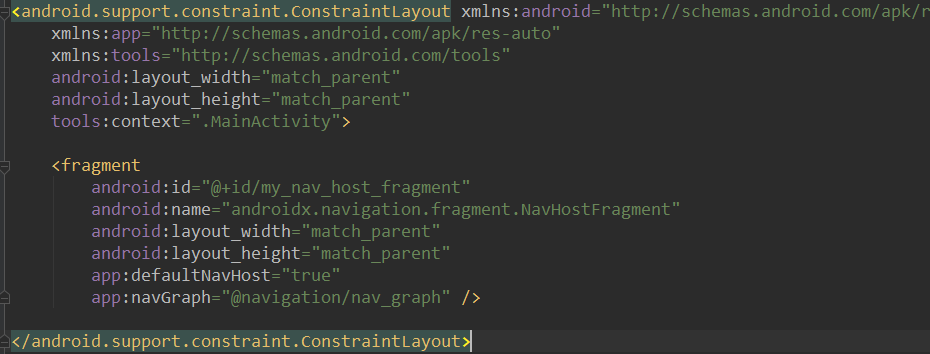 <android.support.constraint.ConstraintLayout xmlns:android="http://schemas.android.com/apk/r
xmlns:app="http://schemas.android.com/apk/res-auto"
xmlns:tools="http://schemas.android.com/tools"
android:layout_width="match_parent"
android:layout_height="match_parent"
tools:context=".MainActivity">
<fragment
android:id="@+id/my_nav_host_fragment"
android:name="androidx.navigation.fragment.NavHostFragment"
android:layout_width="match_parent"
android:layout_height="match_parent"
app:defaultNavHost="true"
app:navGraph="@navigation/nav_graph" />
</android.support.constraint.ConstraintLayout>